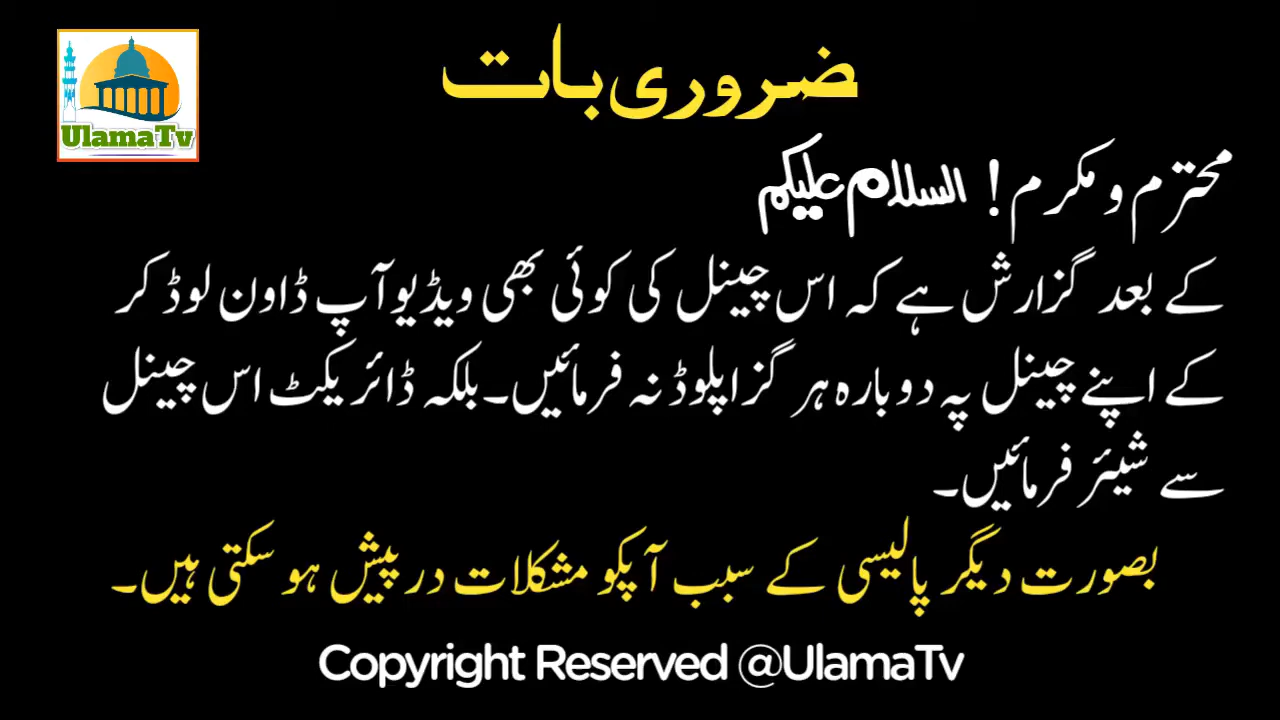 UlamaTv
ضروری بات
محترم و مکرم! السلام علیکم
کے بعد گزارش ہے کہ اس چینل کی کوئی بھی ویڈیو آپ ڈاون لوڈ کر
کے اپنے چینل پہ دوبارہ ہر گز اپلوڈ نہ فرمائیں۔ بلکہ ڈائریکٹ اس چینل
سے شیئر فرمائیں۔
بصورت دیگر پالیسی کے سبب آپکو مشکلات درپیش ہو سکتی ہیں۔
Copyright Reserved @UlamaTv